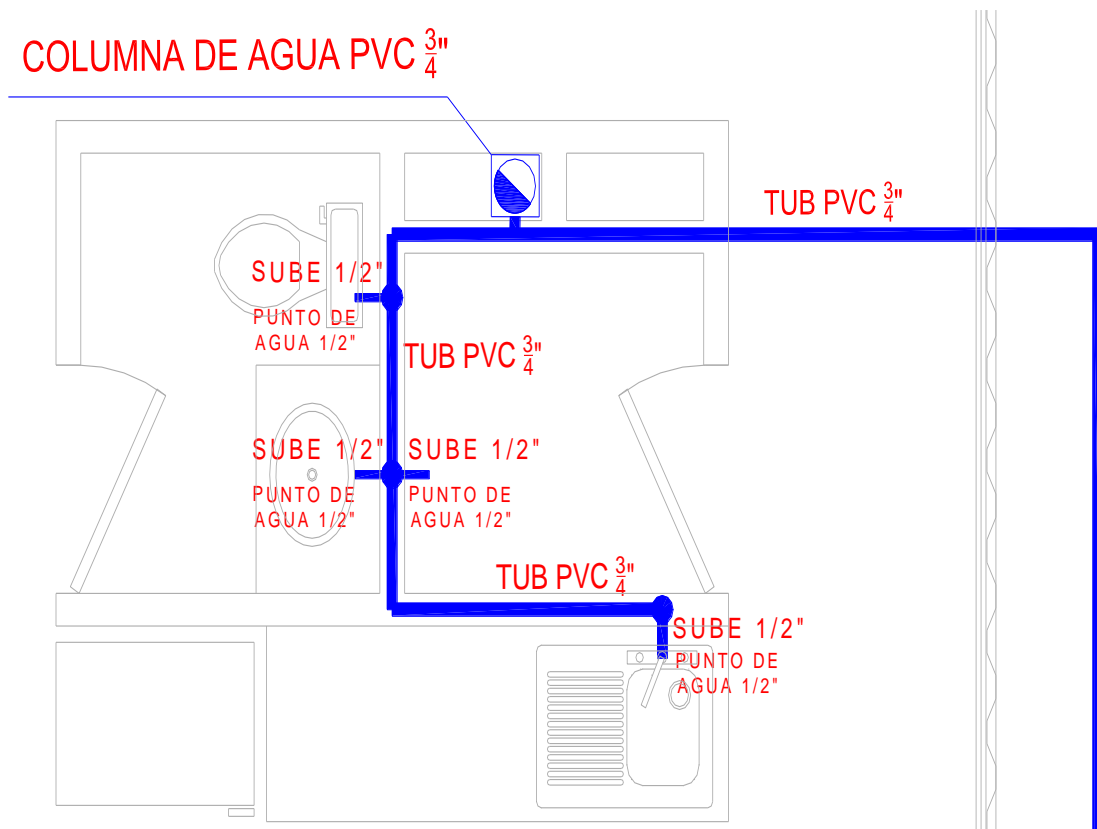 COLUMNA DE AGUA PVC 3/4"
TUB PVC 3/4"
SUBE 1/2"
PUNTO DE
AGUA 1/2"
TUB PVC 3/4"
SUBE 1/2"
PUNTO DE
AGUA 1/2"
SUBE 1/2"
PUNTO DE
AGUA 1/2"
TUB PVC 3/4"
SUBE 1/2"
PUNTO DE
AGUA 1/2"